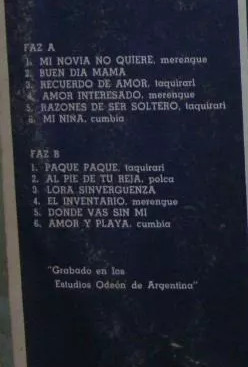 FAZ A
1. MI NOVIA NO QUIERE, merengue
2. BUEN DIA MAMA
3. RECUERDO DE AMOR, taquirari
4. AMOR INTERESADO, merengue
5. RAZONES DE SER SOLTERO, taquirari
6. MI NIÑA, cumbia
FAZ B
1. PAQUE PAQUE, taquirari
2. AL PIE DE TU REJA, polca
3. LORA SINVERGUENZA
4. EL INVENTARIO, merengue
5. DONDE VAS SIN MI
6. AMOR Y PLAYA, cumbia
"Grabado en los
Estudios Odeón de Argentina"